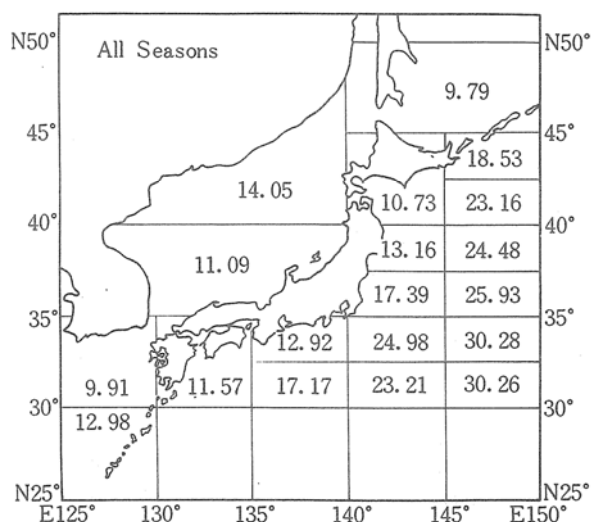 N50° All Seasons N50°
9.79
45° 45°
18.53
14.05 10.73 23.16
40° 40°
13.16 24.48
11.09
17.39 25.93
35° 35°
12.92 24.98 30.28
9.91 11.57 17.17 23.21 30.26
30° 30°
12.98
N25° N25°
E125° 130° 135° 140° 145° E150°